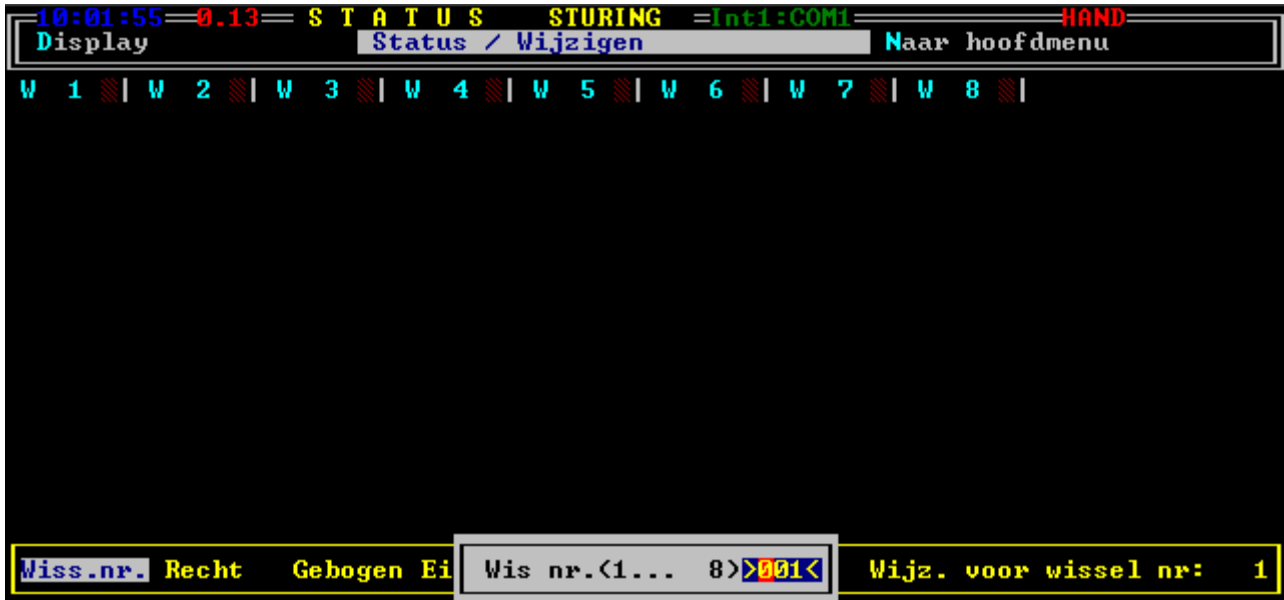 10:01:55 0.13 S T A T U S STURING =Int1:COM1 HAND
Display Status / Wijzigen Naar hoofdmenu
W 1 | W 2 | W 3 | W 4 | W 5 | W 6 | W 7 | W 8 |
Wiss.nr. Recht Gebogen Ei Wis nr.(1... 8)>001< Wijz. voor wissel nr: 1